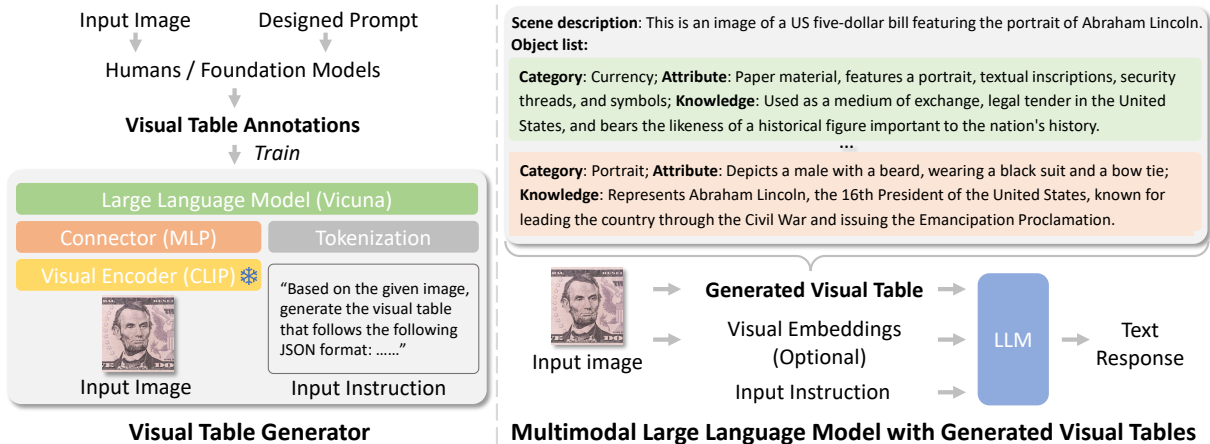 Input Image
Designed Prompt
Humans / Foundation Models
Visual Table Annotations
Train
Large Language Model (Vicuna)
Connector (MLP)
Tokenization
Visual Encoder (CLIP)
“Based on the given image,
generate the visual table
that follows the following
JSON format: ……”
Input Image
Input Instruction
Visual Table Generator
Scene description: This is an image of a US five-dollar bill featuring the portrait of Abraham Lincoln.
Object list:
Category: Currency; Attribute: Paper material, features a portrait, textual inscriptions, security
threads, and symbols; Knowledge: Used as a medium of exchange, legal tender in the United
States, and bears the likeness of a historical figure important to the nation's history.
...
Category: Portrait; Attribute: Depicts a male with a beard, wearing a black suit and a bow tie;
Knowledge: Represents Abraham Lincoln, the 16th President of the United States, known for
leading the country through the Civil War and issuing the Emancipation Proclamation.
Input image
Generated Visual Table
Visual Embeddings
(Optional)
Input Instruction
LLM
Text
Response
Multimodal Large Language Model with Generated Visual Tables